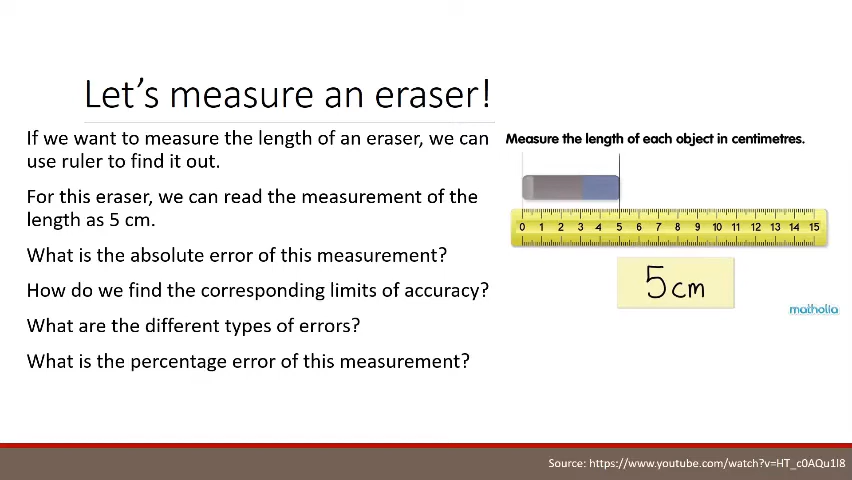 Let's measure an eraser!
If we want to measure the length of an eraser, we can
use ruler to find it out.
For this eraser, we can read the measurement of the
length as 5 cm.
What is the absolute error of this measurement?
How do we find the corresponding limits of accuracy?
What are the different types of errors?
What is the percentage error of this measurement?
Measure the length of each object in centimetres.
0 1 2 3 4 5 6 7 8 9 10 11 12 13 14 15
5cm
matholia
Source: https://www.youtube.com/watch?v=HT_c0AQu1I8